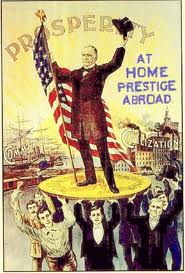 PROSPERITY
AT
HOME
PRESTIGE
ABROAD
COMMERCE
CIVILIZATION